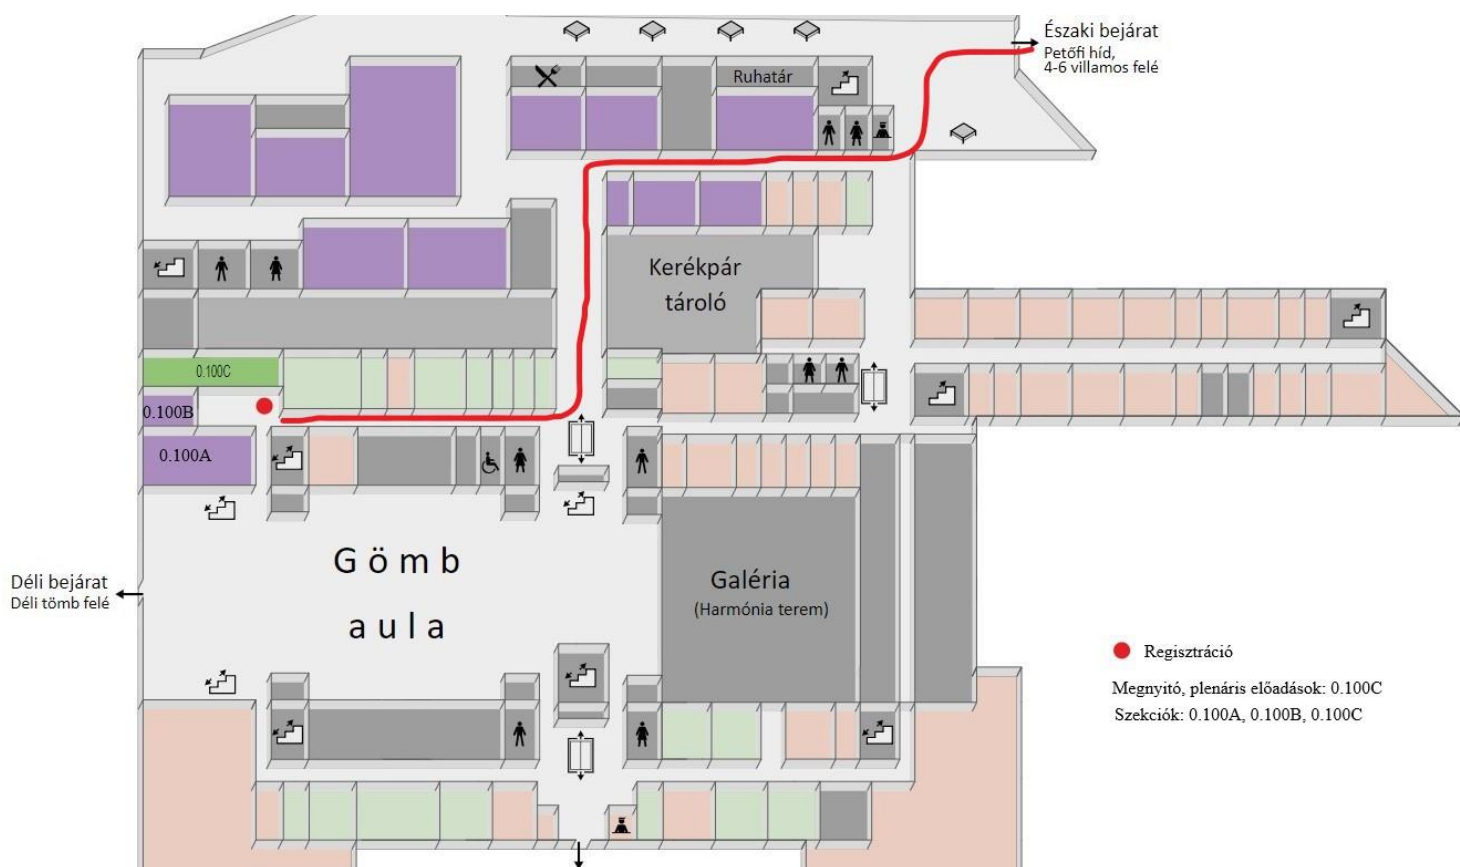 Északi bejárat
Petőfi híd,
4-6 villamos felé
Ruhatár
Kerékpár
tároló
0.100C
0.100B
0.100A
Gömb
aula
Déli bejárat
Déli tömb felé
Galéria
(Harmónia terem)
Regisztráció
Megnyitó, plenáris előadások: 0.100C
Szekciók: 0.100A, 0.100B, 0.100C